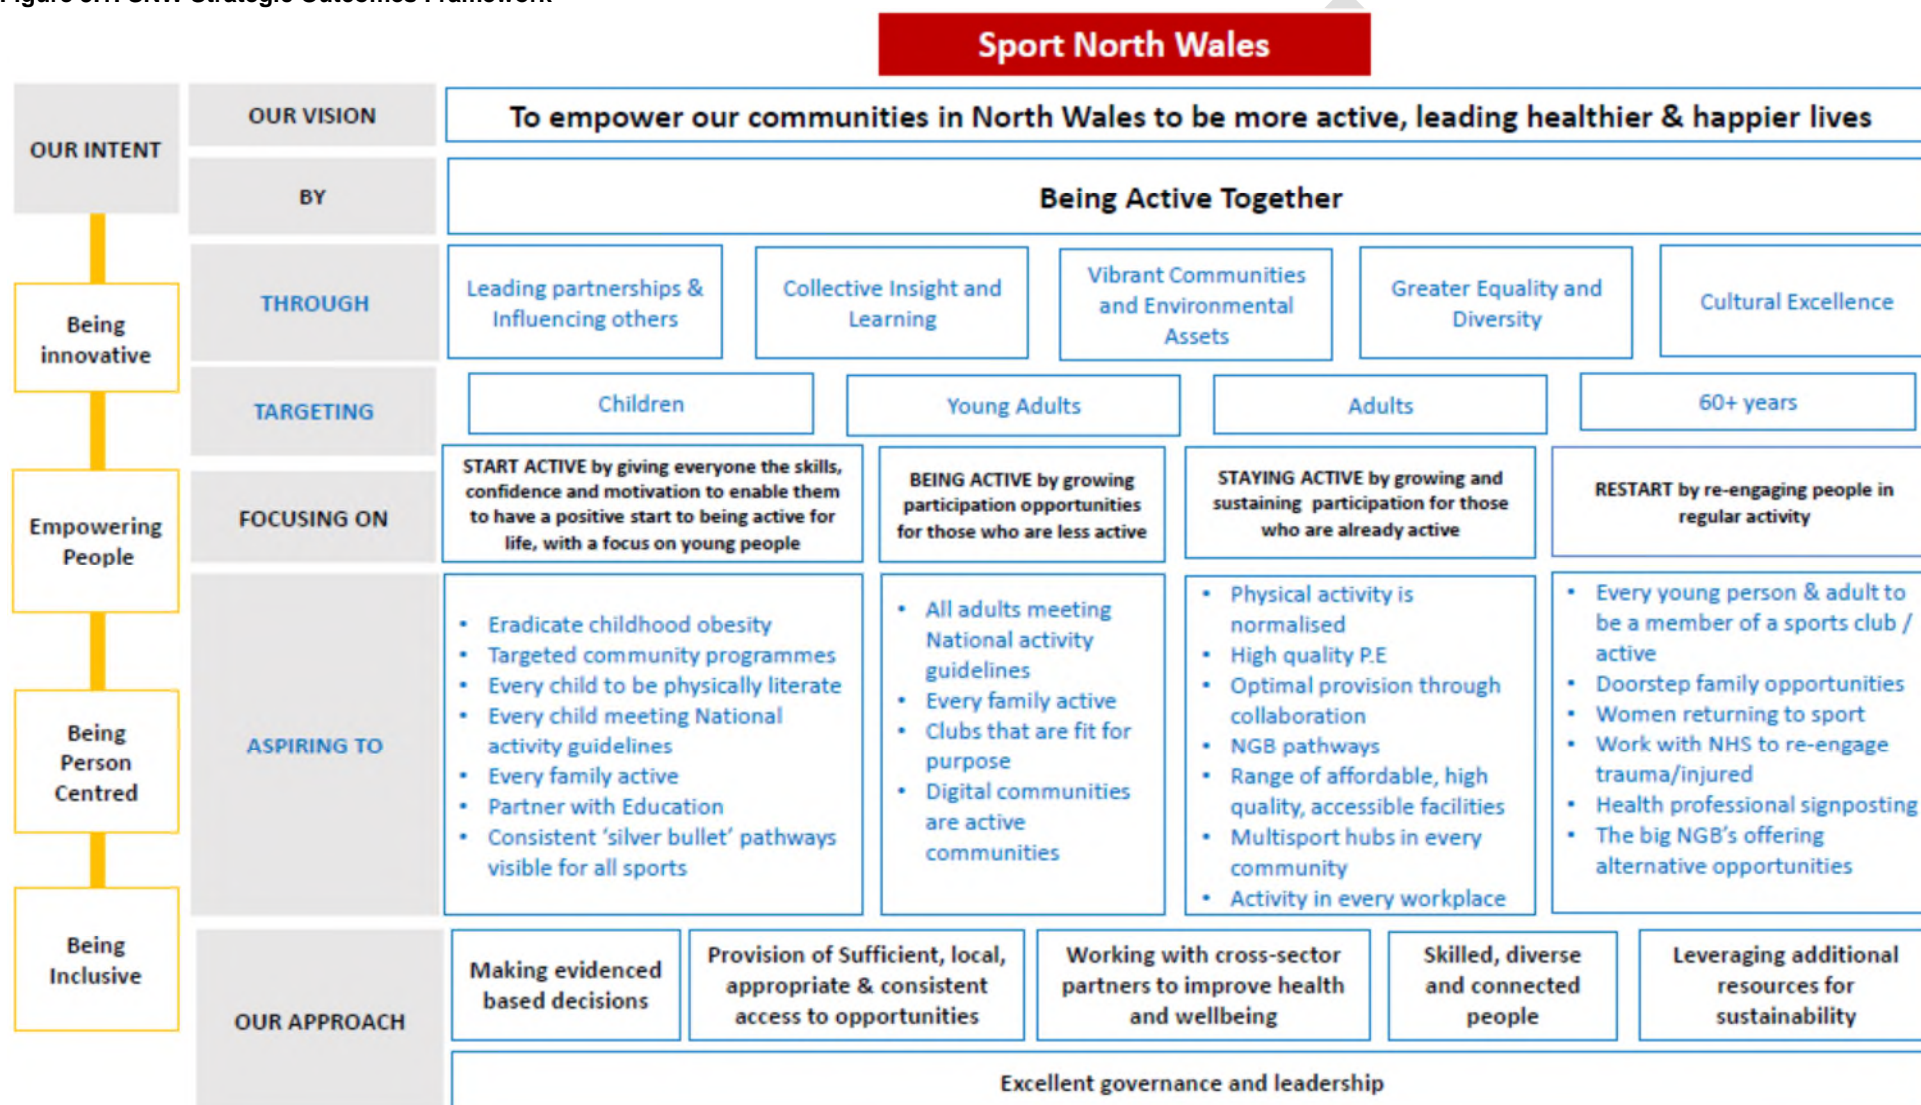 Sport North Wales
OUR INTENT
OUR VISION
To empower our communities in North Wales to be more active, leading healthier & happier lives
BY
Being Active Together
Being
innovative
THROUGH
Leading partnerships &
Influencing others
Collective Insight and
Learning
Vibrant Communities
and Environmental
Assets
Greater Equality and
Diversity
Cultural Excellence
TARGETING
Children
Young Adults
Adults
60+ years
Empowering
People
FOCUSING ON
START ACTIVE by giving everyone the skills,
confidence and motivation to enable them
to have a positive start to being active for
life, with a focus on young people
BEING ACTIVE by growing
participation opportunities
for those who are less active
STAYING ACTIVE by growing and
sustaining participation for those
who are already active
RESTART by re-engaging people in
regular activity
Being
Person
Centred
ASPIRING TO
• Eradicate childhood obesity
• Targeted community programmes
• Every child to be physically literate
• Every child meeting National
activity guidelines
• Every family active
• Partner with Education
• Consistent ‘silver bullet’ pathways
visible for all sports
• All adults meeting
National activity
guidelines
• Every family active
• Clubs that are fit for
purpose
• Digital communities
are active
communities
• Physical activity is
normalised
• High quality P.E
• Optimal provision through
collaboration
• NGB pathways
• Range of affordable, high
quality, accessible facilities
• Multisport hubs in every
community
• Activity in every workplace
• Every young person & adult to
be a member of a sports club /
active
• Doorstep family opportunities
• Women returning to sport
• Work with NHS to re-engage
trauma/injured
• Health professional signposting
• The big NGB’s offering
alternative opportunities
Being
Inclusive
OUR APPROACH
Making evidenced
based decisions
Provision of Sufficient, local,
appropriate & consistent
access to opportunities
Working with cross-sector
partners to improve health
and wellbeing
Skilled, diverse
and connected
people
Leveraging additional
resources for
sustainability
Excellent governance and leadership